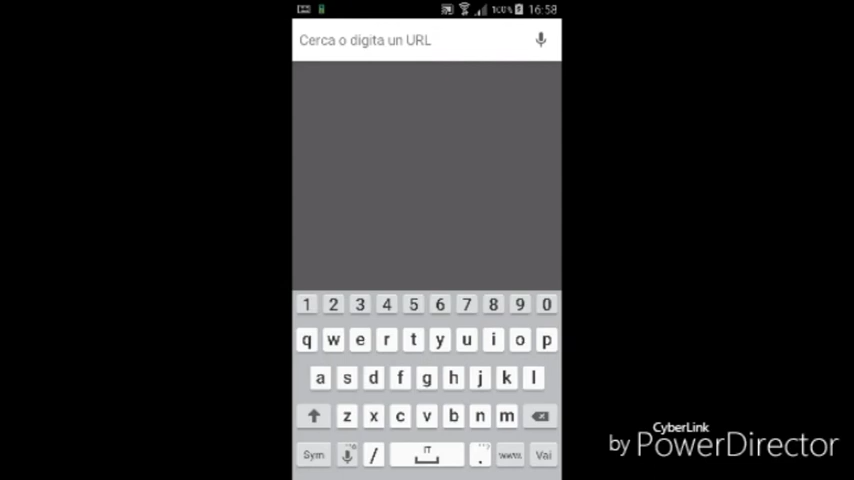 100% 16:58
Cerca o digita un URL
1 2 3 4 5 6 7 8 9 0
q w e r t y u i o p
a s d f g h j k l
z x c v b n m
Sym / IT . www. Vai
CyberLink
by PowerDirector